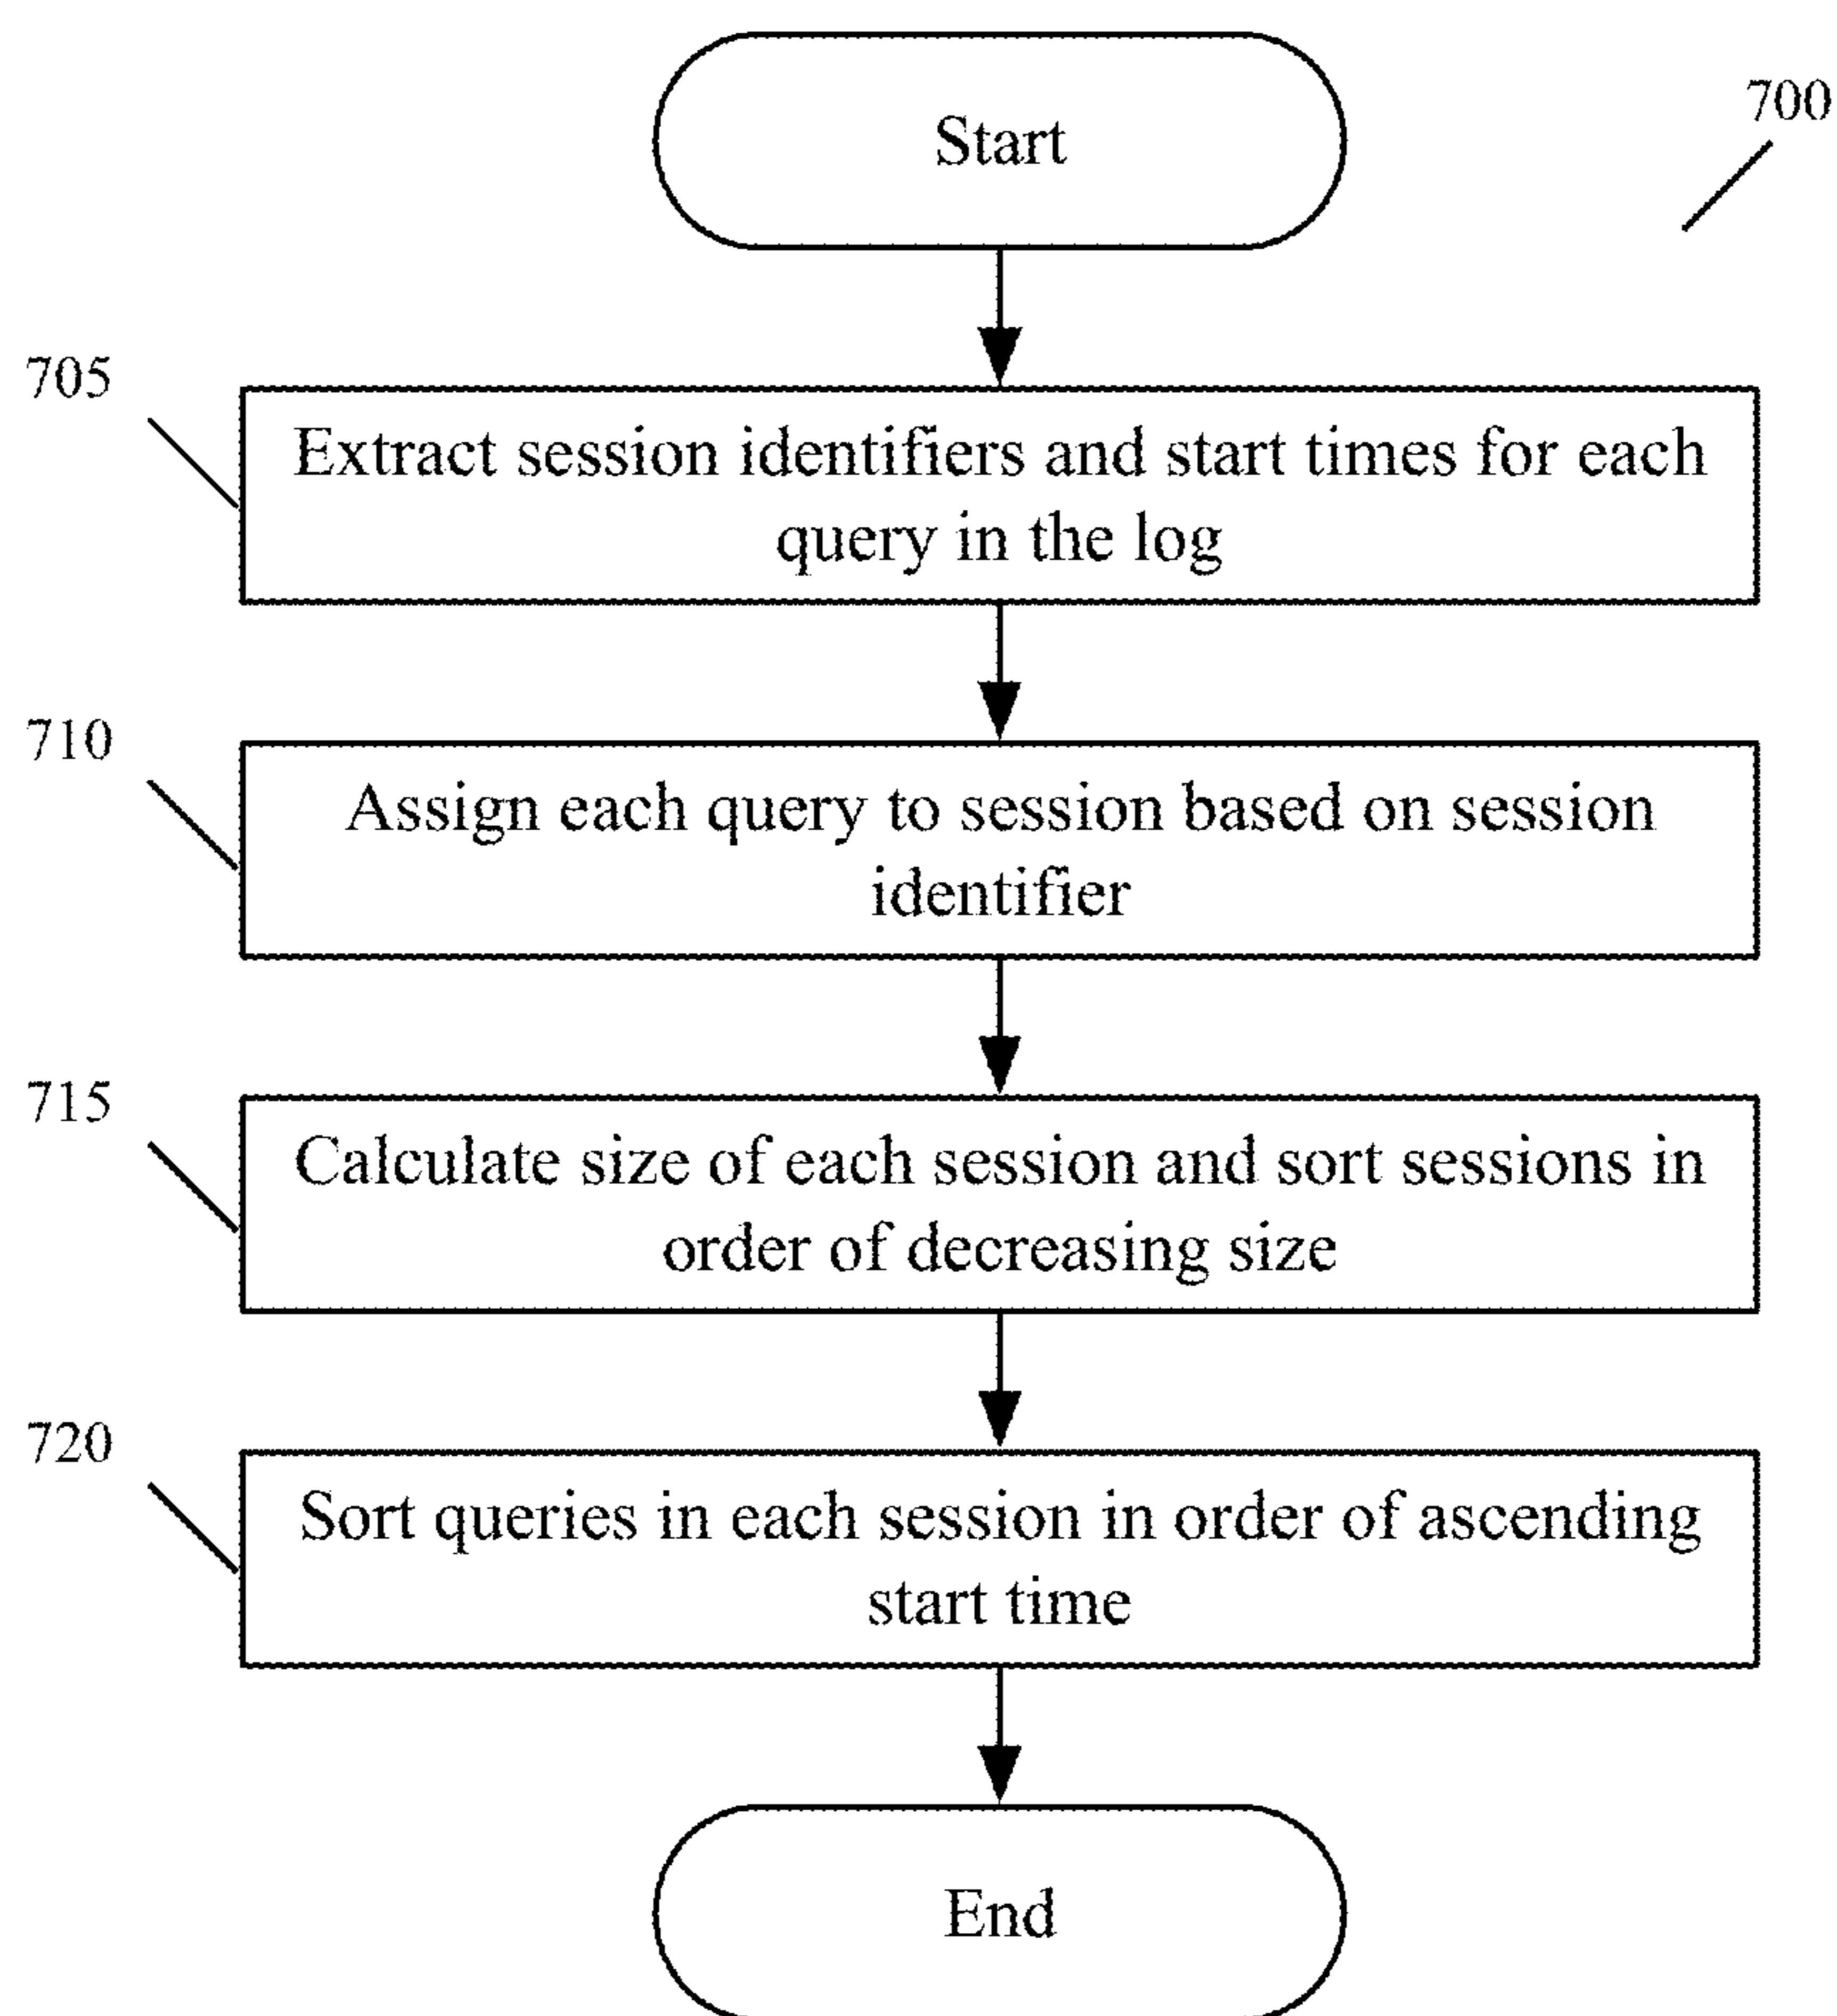 Start
700
705
Extract session identifiers and start times for each
query in the log
710
Assign each query to session based on session
identifier
715
Calculate size of each session and sort sessions in
order of decreasing size
720
Sort queries in each session in order of ascending
start time
End